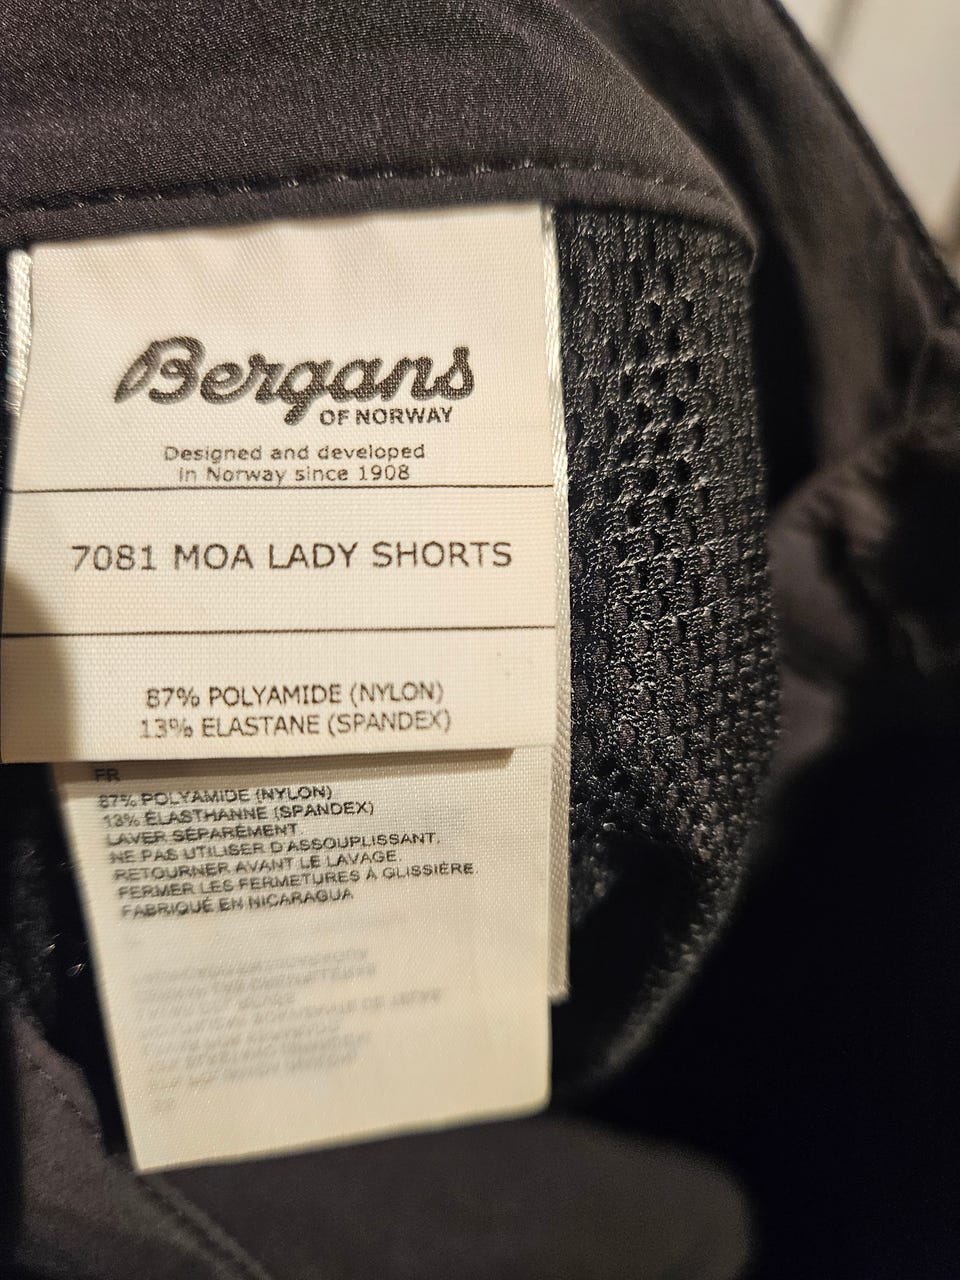 Bergans
OF NORWAY
Designed and developed
in Norway since 1908
7081 MOA LADY SHORTS
87% POLYAMIDE (NYLON)
13% ELASTANE (SPANDEX)
FR
87% POLYAMIDE (NYLON)
13% ÉLASTHANNE (SPANDEX)
LAVER SÉPARÉMENT.
NE PAS UTILISER D'ASSOUPLISSANT.
RETOURNER AVANT LE LAVAGE.
FERMER LES FERMETURES À GLISSIÈRE.
FABRIQUÉ EN NICARAGUA